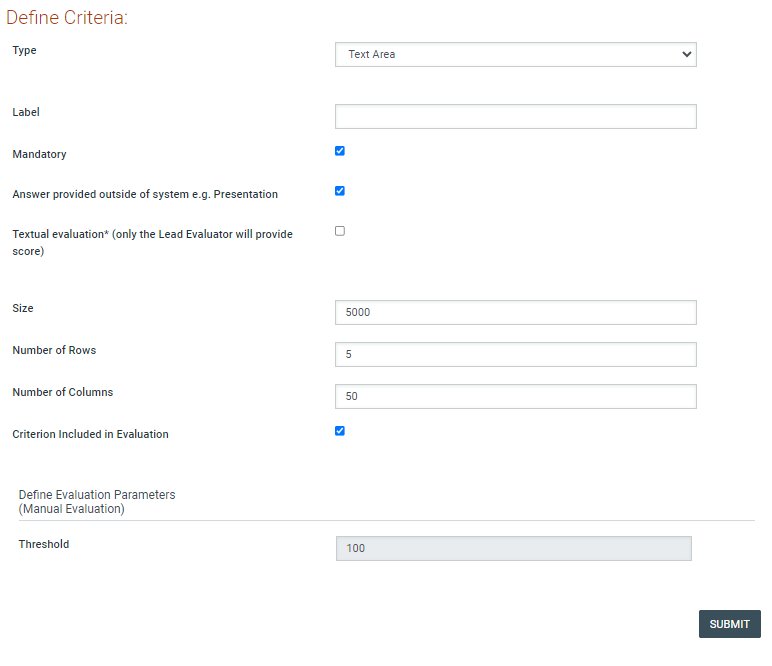 Define Criteria:
Type
Text Area
Label
Mandatory
Answer provided outside of system e.g. Presentation
Textual evaluation* (only the Lead Evaluator will provide
score)
Size
5000
Number of Rows
5
Number of Columns
50
Criterion Included in Evaluation
Define Evaluation Parameters
(Manual Evaluation)
Threshold
100
SUBMIT